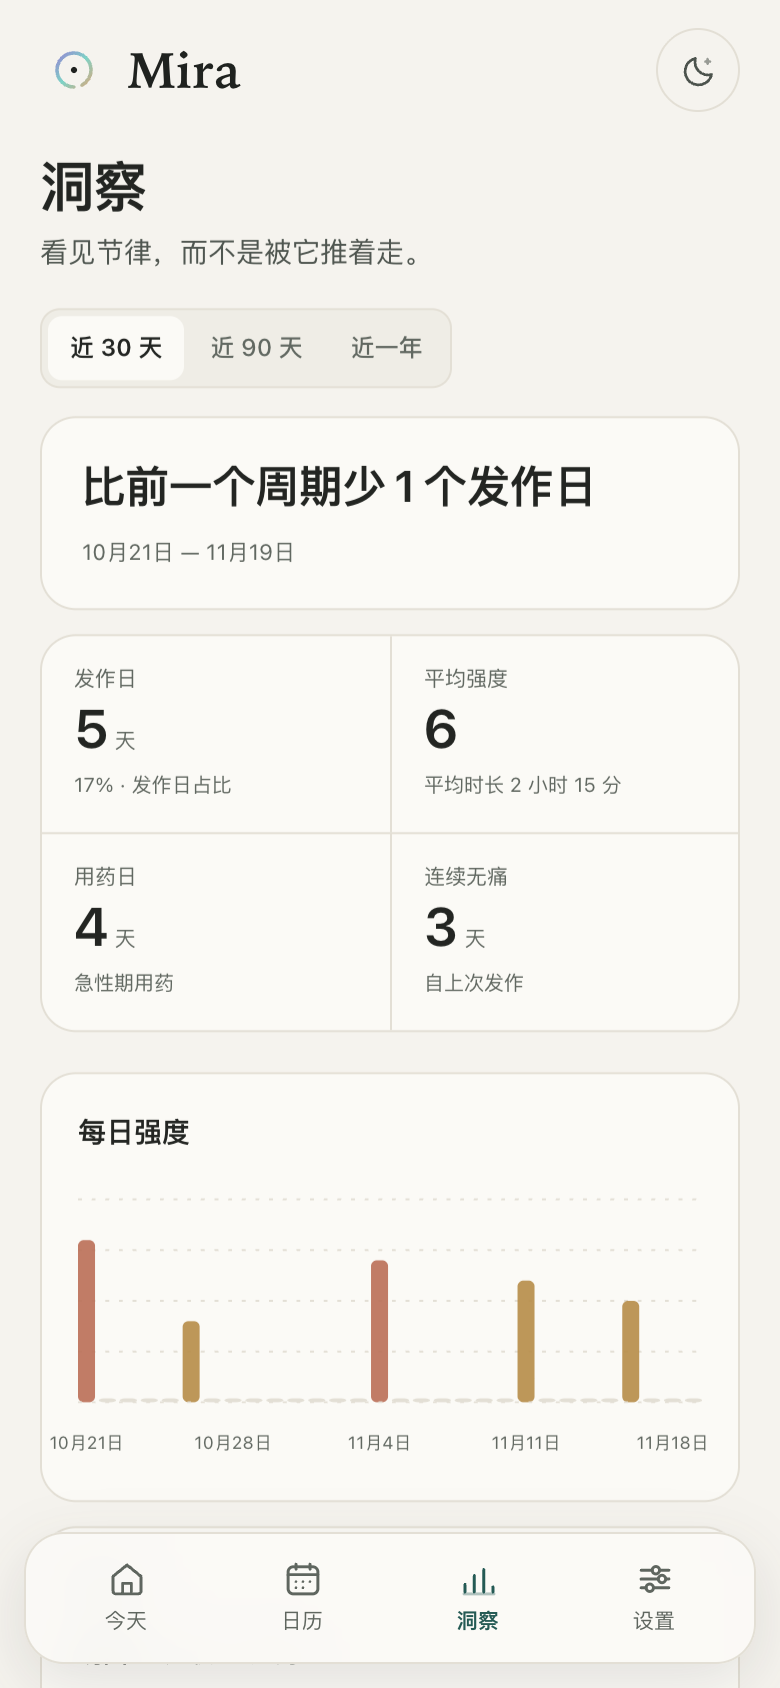 Mira
洞察
看见节律，而不是被它推着走。
近 30 天
近 90 天
近一年
比前一个周期少 1 个发作日
10月21日 — 11月19日
发作日
5 天
17% · 发作日占比
平均强度
6
平均时长 2 小时 15 分
用药日
4 天
急性期用药
连续无痛
3 天
自上次发作
每日强度
10月21日
10月28日
11月4日
11月11日
11月18日
今天
日历
洞察
设置